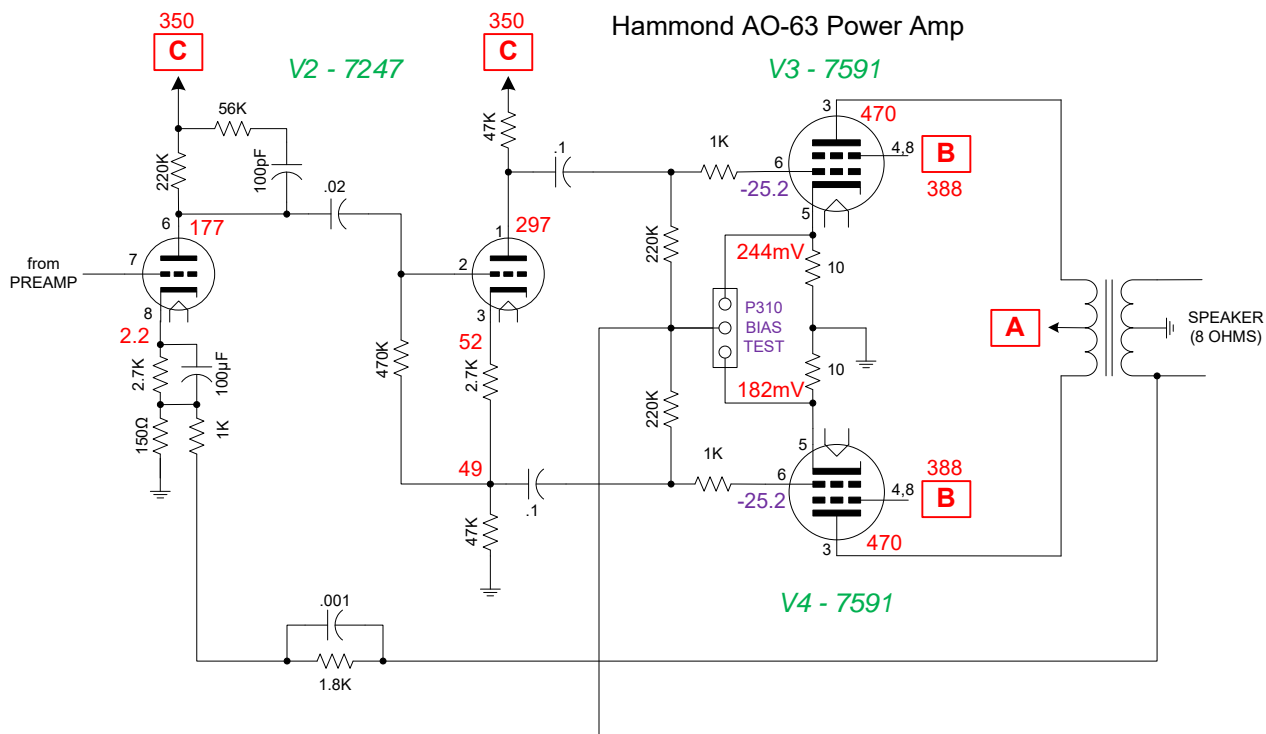 Hammond AO-63 Power Amp
350
C
350
C
V2 - 7247
V3 - 7591
56K
220K
100pF
.02
47K
.1
1K
3
470
4,8
B
388
6
-25.2
5
6
177
7
from
PREAMP
8
2.2
2.7K
100µF
150Ω
1K
1
297
2
3
52
470K
2.7K
49
47K
.1
220K
220K
244mV
10
P310
BIAS
TEST
182mV
10
A
SPEAKER
(8 OHMS)
1K
5
6
-25.2
4,8
388
B
3
470
V4 - 7591
.001
1.8K